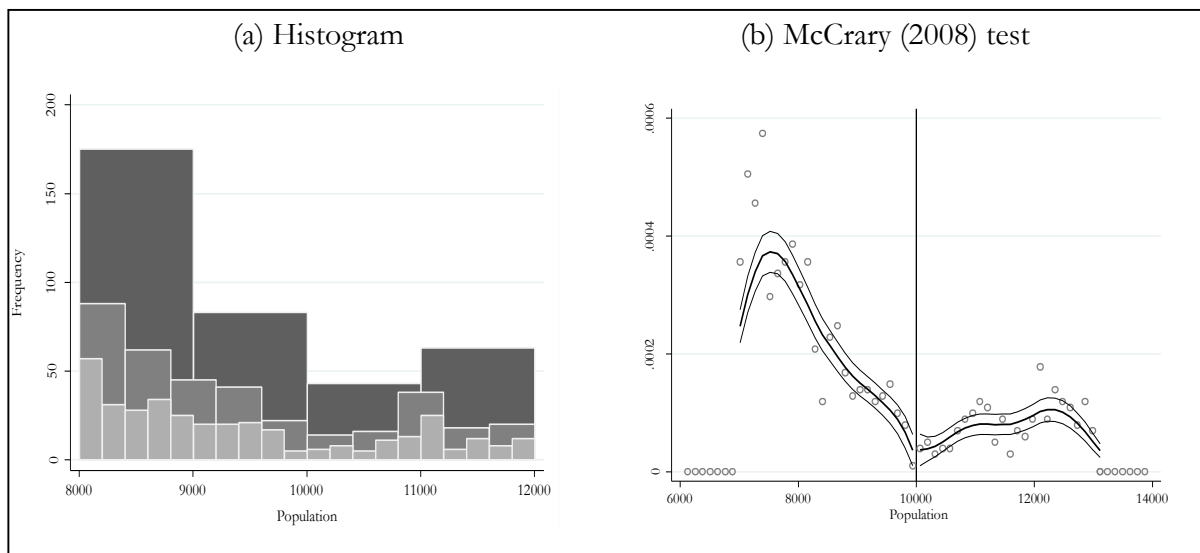 (a) Histogram
200
150
100
50
0
Frequency
8000 9000 10000 11000 12000
Population
(b) McCrary (2008) test
.0006
.0004
.0002
0
6000 8000 10000 12000 14000
Population